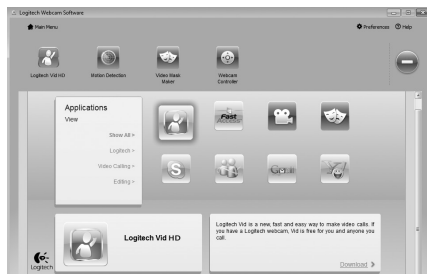 Logitech Webcam Software
Main Menu
Preferences
Help
Logitech Vid HD
Motion Detection
Video Mask
Maker
Webcam
Controller
Applications
View
Show All >
Logitech >
Video Calling >
Editing >
Fast
Access
Logitech Vid HD
Logitech Vid is a new, fast and easy way to make video calls. If
you have a Logitech webcam, Vid is free for you and anyone you
call.
Download >
Logitech